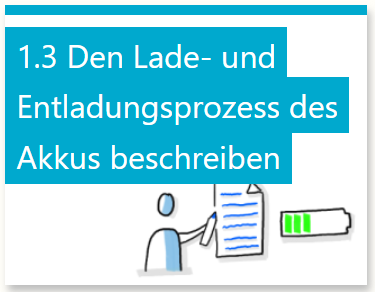 1.3 Den Lade- und
Entladungsprozess des
Akkus beschreiben